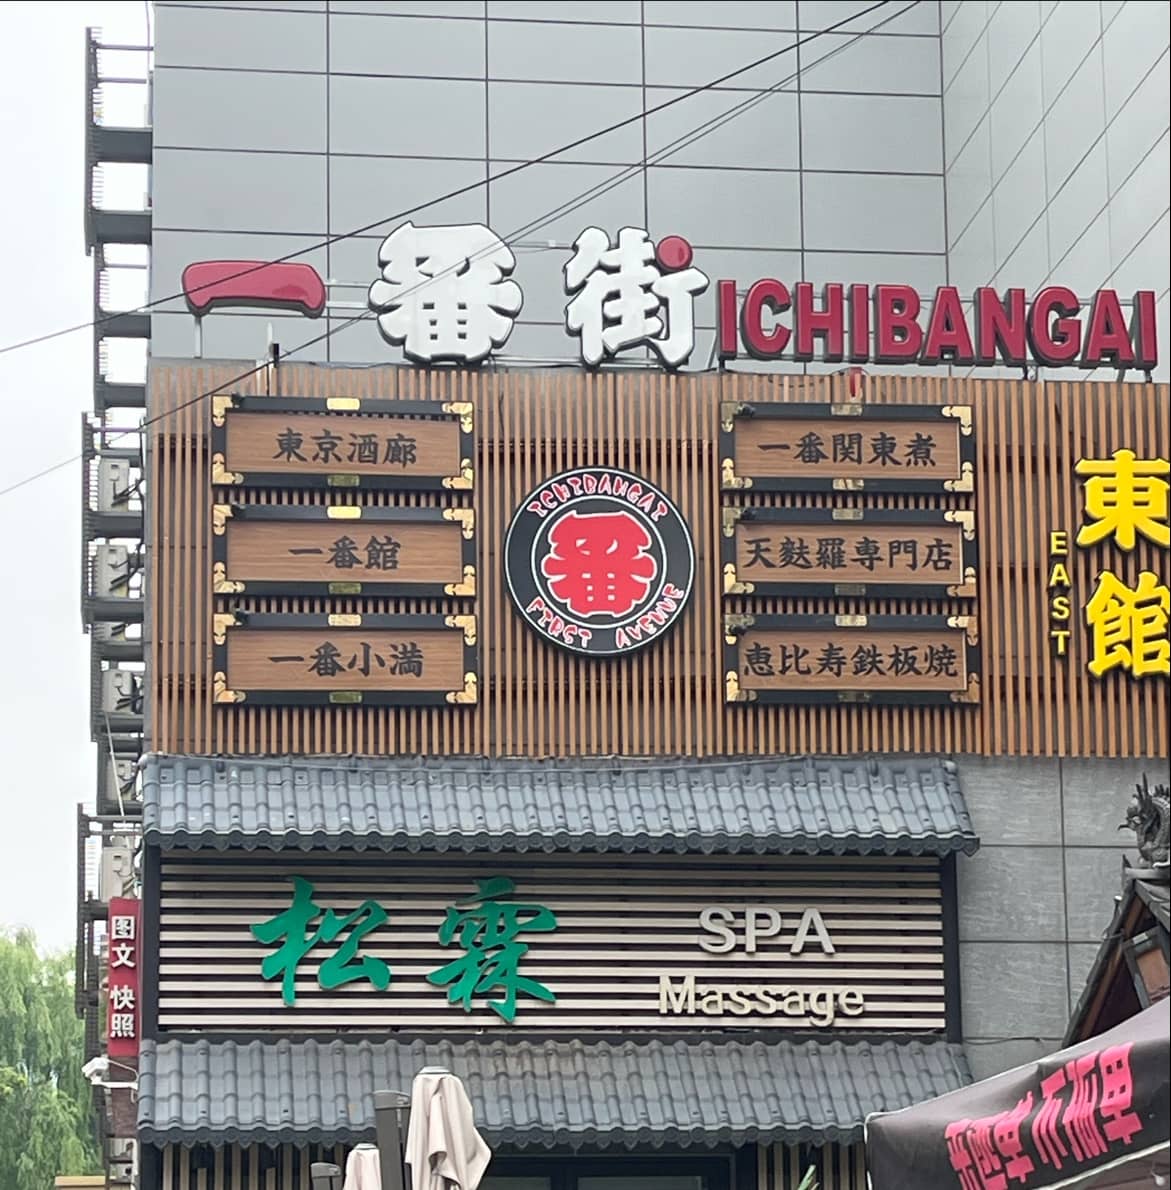 一番街 ICHIBANGAI
東京酒廊
一番館
一番小満
ICHIBANGAI
番
FIRST AVENUE
一番関東煮
天麩羅専門店
恵比寿鉄板焼
EAST
東館
松霖
SPA
Massage
图文 快照